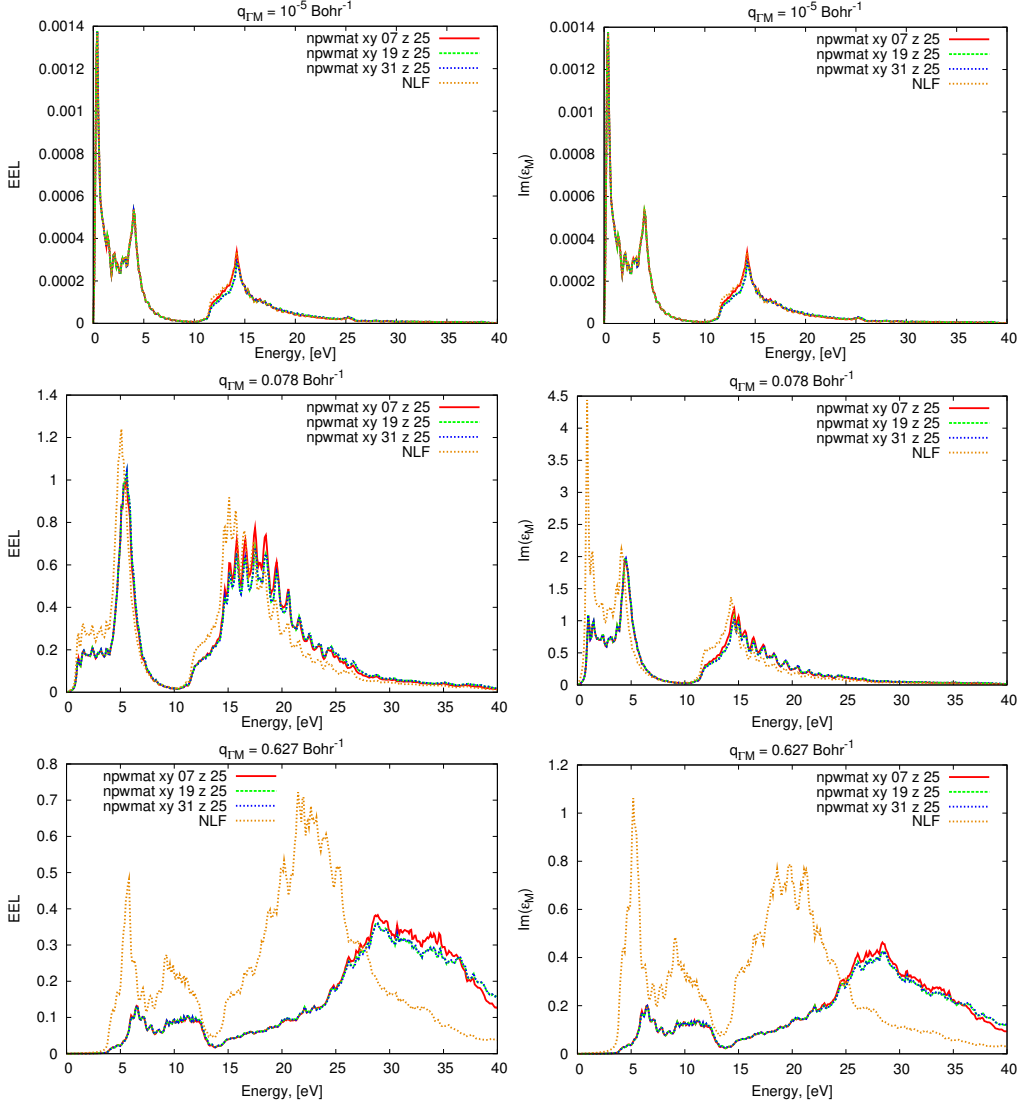 q_ΓM = 10⁻⁵ Bohr⁻¹
npwmat xy 07 z 25
npwmat xy 19 z 25
npwmat xy 31 z 25
NLF
EEL
0.0014
0.0012
0.001
0.0008
0.0006
0.0004
0.0002
0
0 5 10 15 20 25 30 35 40
Energy, [eV]
q_ΓM = 10⁻⁵ Bohr⁻¹
npwmat xy 07 z 25
npwmat xy 19 z 25
npwmat xy 31 z 25
NLF
Im(ε_M)
0.0014
0.0012
0.001
0.0008
0.0006
0.0004
0.0002
0
0 5 10 15 20 25 30 35 40
Energy, [eV]
q_ΓM = 0.078 Bohr⁻¹
npwmat xy 07 z 25
npwmat xy 19 z 25
npwmat xy 31 z 25
NLF
EEL
1.4
1.2
1
0.8
0.6
0.4
0.2
0
0 5 10 15 20 25 30 35 40
Energy, [eV]
q_ΓM = 0.078 Bohr⁻¹
npwmat xy 07 z 25
npwmat xy 19 z 25
npwmat xy 31 z 25
NLF
Im(ε_M)
4.5
4
3.5
3
2.5
2
1.5
1
0.5
0
0 5 10 15 20 25 30 35 40
Energy, [eV]
q_ΓM = 0.627 Bohr⁻¹
npwmat xy 07 z 25
npwmat xy 19 z 25
npwmat xy 31 z 25
NLF
EEL
0.8
0.7
0.6
0.5
0.4
0.3
0.2
0.1
0
0 5 10 15 20 25 30 35 40
Energy, [eV]
q_ΓM = 0.627 Bohr⁻¹
npwmat xy 07 z 25
npwmat xy 19 z 25
npwmat xy 31 z 25
NLF
Im(ε_M)
1.2
1
0.8
0.6
0.4
0.2
0
0 5 10 15 20 25 30 35 40
Energy, [eV]